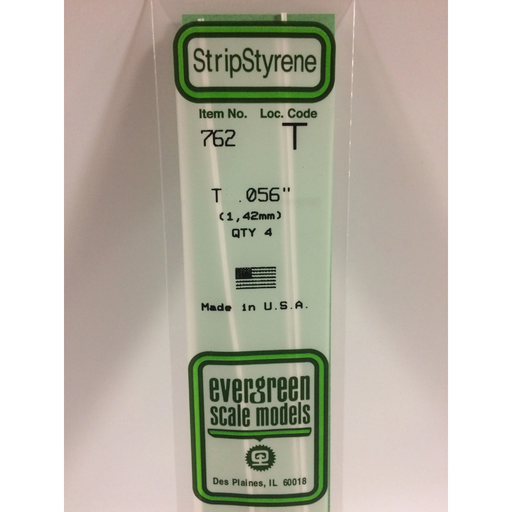 StripStyrene
Item No. Loc. Code
762 T
T .056"
(1,42mm)
QTY 4
Made in U.S.A.
evergreen
scale models
Des Plaines, IL 60018